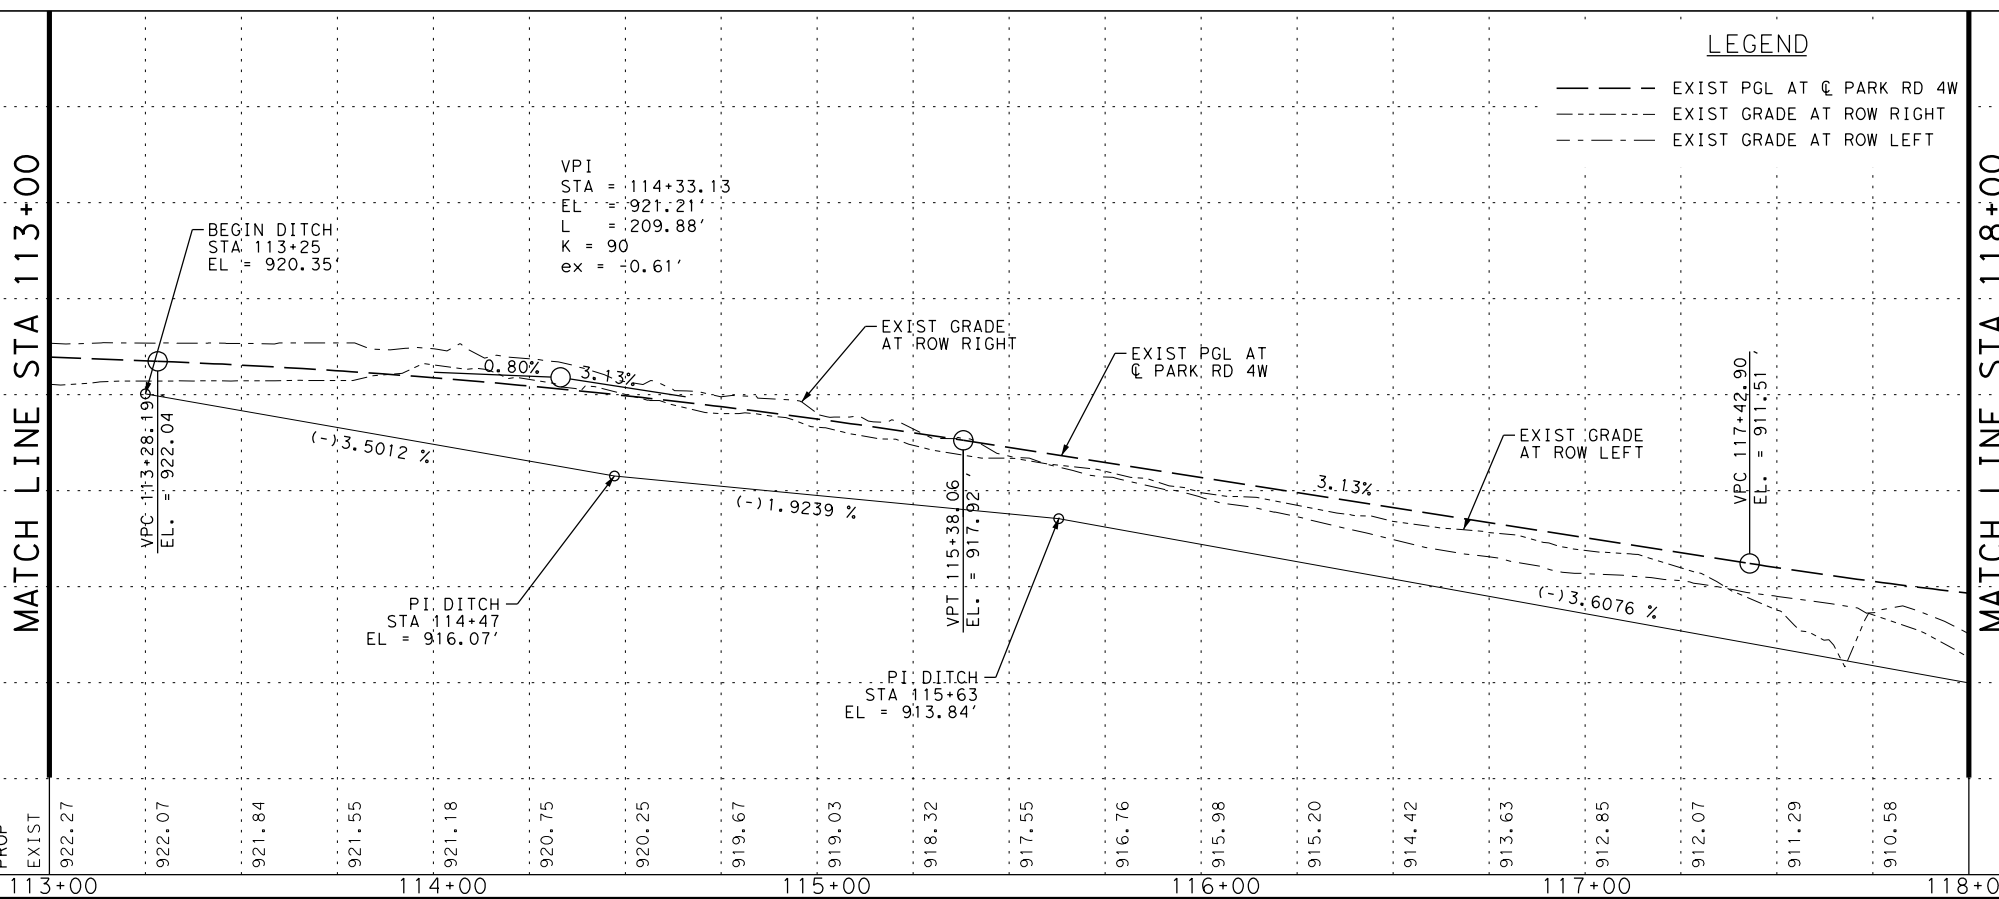 LEGEND
EXIST PGL AT ℄ PARK RD 4W
EXIST GRADE AT ROW RIGHT
EXIST GRADE AT ROW LEFT
MATCH LINE STA 113+00
MATCH LINE STA 118+00
VPI
STA = 114+33.13
EL = 921.21'
L = 209.88'
K = 90
ex = -0.61'
BEGIN DITCH
STA 113+25
EL = 920.35'
EXIST GRADE
AT ROW RIGHT
EXIST PGL AT
℄ PARK RD 4W
0.80%
3.13%
VPC 113+28.19
EL. = 922.04
(-)3.5012 %
(-)1.9239 %
VPT 115+38.06
EL. = 917.92 '
3.13%
EXIST GRADE
AT ROW LEFT
VPC 117+42.90
EL. = 911.51 '
(-)3.6076 %
PI DITCH
STA 114+47
EL = 916.07'
PI DITCH
STA 115+63
EL = 913.84'
PROP
EXIST
922.27
922.07
921.84
921.55
921.18
920.75
920.25
919.67
919.03
918.32
917.55
916.76
915.98
915.20
914.42
913.63
912.85
912.07
911.29
910.58
113+00
114+00
115+00
116+00
117+00
118+0